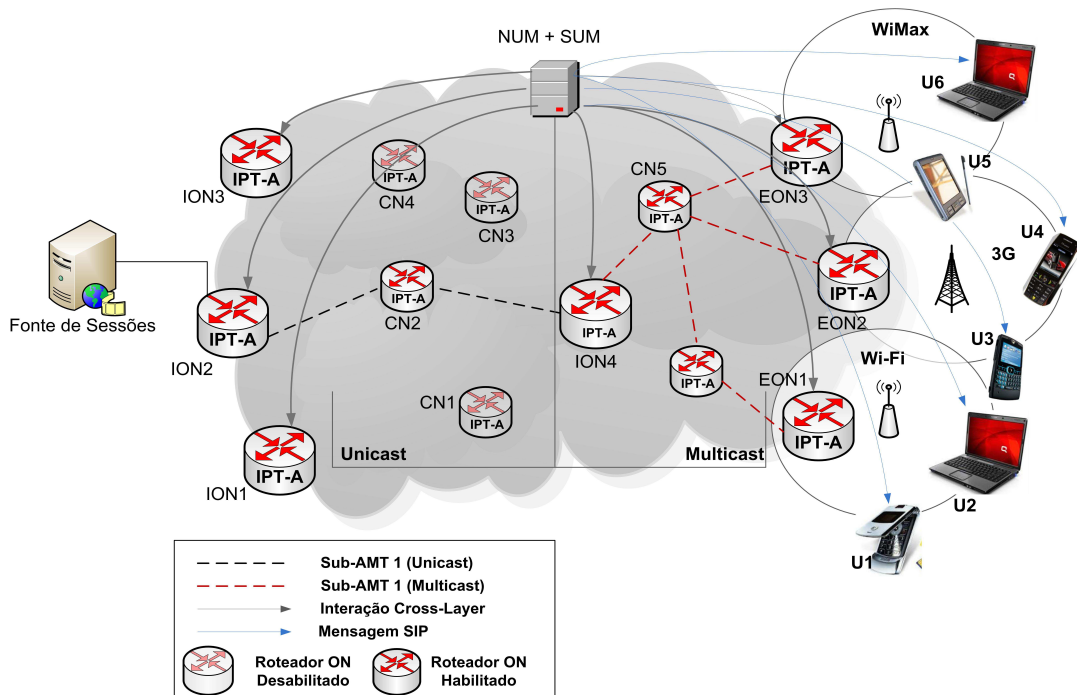 NUM + SUM
WiMax
U6
IPT-A
ION3
IPT-A
CN4
IPT-A
CN3
CN5
IPT-A
IPT-A
EON3
U5
U4
3G
Fonte de Sessões
IPT-A
ION2
IPT-A
CN2
IPT-A
ION4
IPT-A
EON2
U3
Wi-Fi
IPT-A
EON1
CN1
IPT-A
IPT-A
IPT-A
ION1
Unicast
Multicast
U2
U1
Sub-AMT 1 (Unicast)
Sub-AMT 1 (Multicast)
Interação Cross-Layer
Mensagem SIP
Roteador ON
Desabilitado
Roteador ON
Habilitado